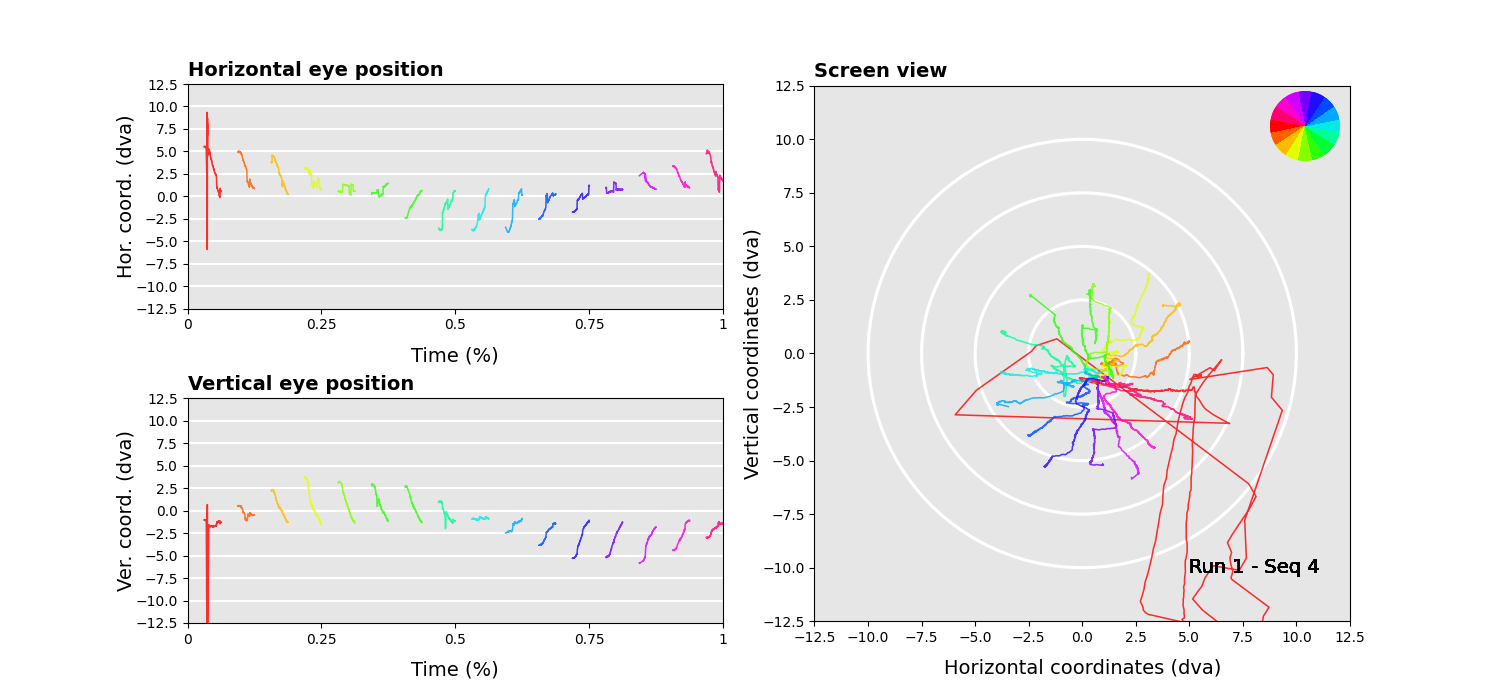 Horizontal eye position
Hor. coord. (dva)
12.5
10.0
7.5
5.0
2.5
0.0
−2.5
−5.0
−7.5
−10.0
−12.5
0 0.25 0.5 0.75 1
Time (%)
Vertical eye position
Ver. coord. (dva)
12.5
10.0
7.5
5.0
2.5
0.0
−2.5
−5.0
−7.5
−10.0
−12.5
0 0.25 0.5 0.75 1
Time (%)
Screen view
Vertical coordinates (dva)
12.5
10.0
7.5
5.0
2.5
0.0
−2.5
−5.0
−7.5
−10.0
−12.5
Run 1 - Seq 4
−12.5 −10.0 −7.5 −5.0 −2.5 0.0 2.5 5.0 7.5 10.0 12.5
Horizontal coordinates (dva)